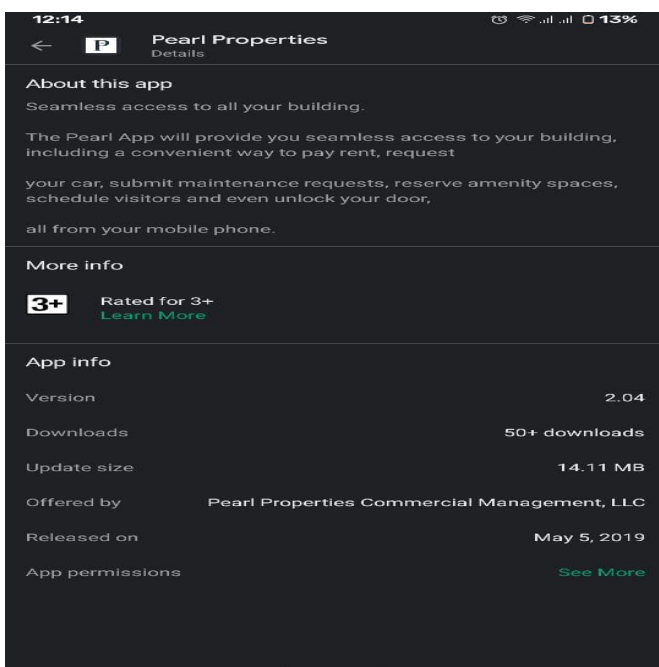 12:14
13%
P
Pearl Properties
Details
About this app
Seamless access to all your building.
The Pearl App will provide you seamless access to your building,
including a convenient way to pay rent, request
your car, submit maintenance requests, reserve amenity spaces,
schedule visitors and even unlock your door,
all from your mobile phone.
More info
3+
Rated for 3+
Learn More
App info
Version 2.04
Downloads 50+ downloads
Update size 14.11 MB
Offered by Pearl Properties Commercial Management, LLC
Released on May 5, 2019
App permissions See More